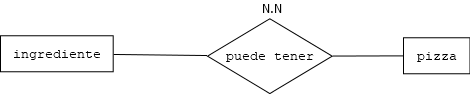 N.N
ingrediente
puede tener
pizza